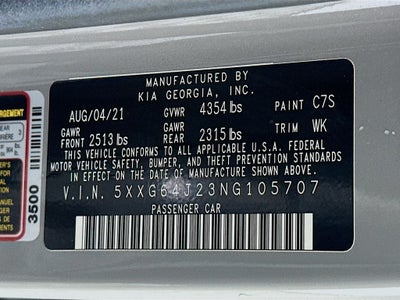 MANUFACTURED BY
KIA GEORGIA, INC.
AUG/04/21 GVWR 4354 lbs PAINT C7S
GAWR GAWR
FRT 2513 lbs RR 2315 lbs TRIM WK
THIS VEHICLE CONFORMS TO ALL APPLICABLE U.S.A. FEDERAL
MOTOR VEHICLE SAFETY, BUMPER, AND THEFT PREVENTION STANDARDS
IN EFFECT ON THE DATE OF MANUFACTURE SHOWN ABOVE.
V.I.N. 5XXG64J23NG105707
PASSENGER CAR
3500